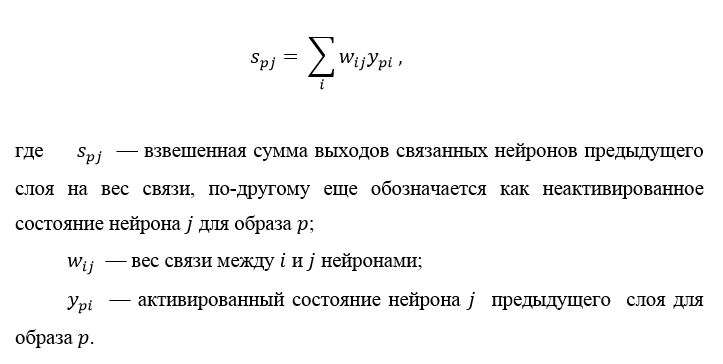 s_{pj} = \sum_{i} w_{ij} y_{pi} ,
где s_{pj} — взвешенная сумма выходов связанных нейронов предыдущего
слоя на вес связи, по-другому еще обозначается как неактивированное
состояние нейрона j для образа p;
w_{ij} — вес связи между i и j нейронами;
y_{pi} — активированный состояние нейрона j предыдущего слоя для
образа p.